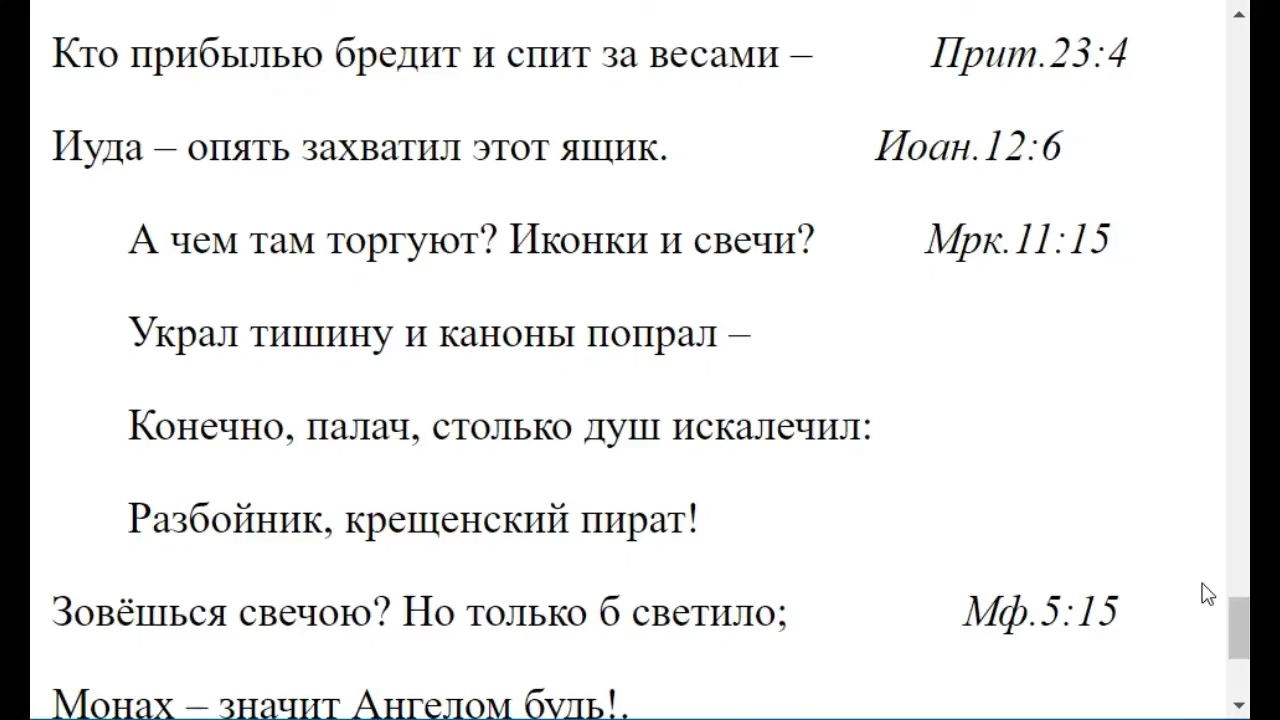 Кто прибылью бредит и спит за весами – Прит.23:4
Иуда – опять захватил этот ящик. Иоан.12:6
А чем там торгуют? Иконки и свечи? Мрк.11:15
Украл тишину и каноны попрал –
Конечно, палач, столько душ искалечил:
Разбойник, крещенский пират!
Зовёшься свечою? Но только б светило; Мф.5:15
Монах – значит Ангелом будь!.